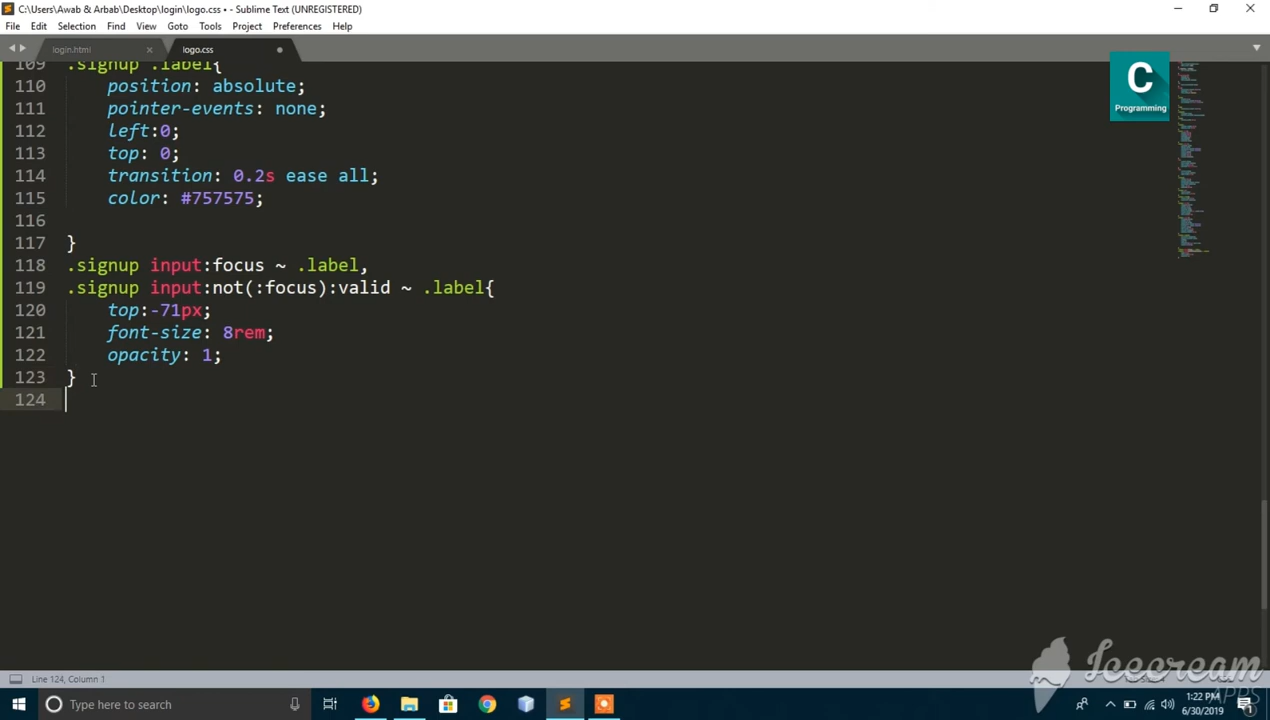 C:\Users\Awab & Arbab\Desktop\login\logo.css • - Sublime Text (UNREGISTERED)
File Edit Selection Find View Goto Tools Project Preferences Help
login.html × logo.css
C
Programming
109 .signup .label{
110 position: absolute;
111 pointer-events: none;
112 left:0;
113 top: 0;
114 transition: 0.2s ease all;
115 color: #757575;
116
117 }
118 .signup input:focus ~ .label,
119 .signup input:not(:focus):valid ~ .label{
120 top:-71px;
121 font-size: 8rem;
122 opacity: 1;
123 }
124
Line 124, Column 1
Icecream
APPS
Type here to search
1:22 PM
6/30/2019